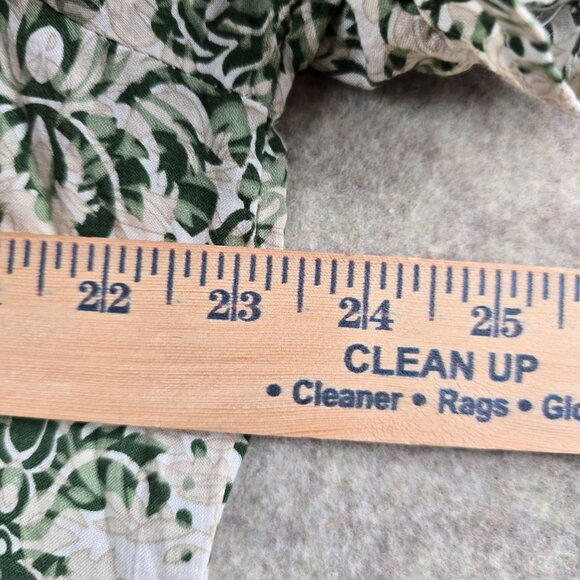 22 23 24 25
CLEAN UP
• Cleaner • Rags •